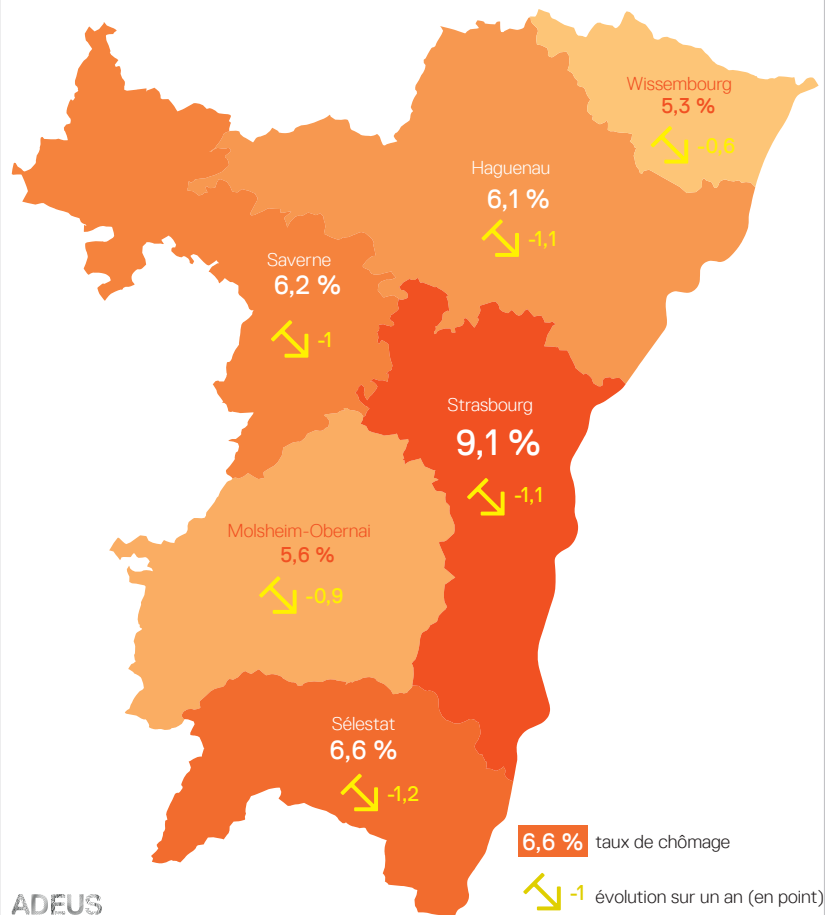 Wissembourg
5,3 %
-0,6
Haguenau
6,1 %
-1,1
Saverne
6,2 %
-1
Strasbourg
9,1 %
-1,1
Molsheim-Obernai
5,6 %
-0,9
Sélestat
6,6 %
-1,2
6,6 % taux de chômage
-1 évolution sur un an (en point)
ADEUS